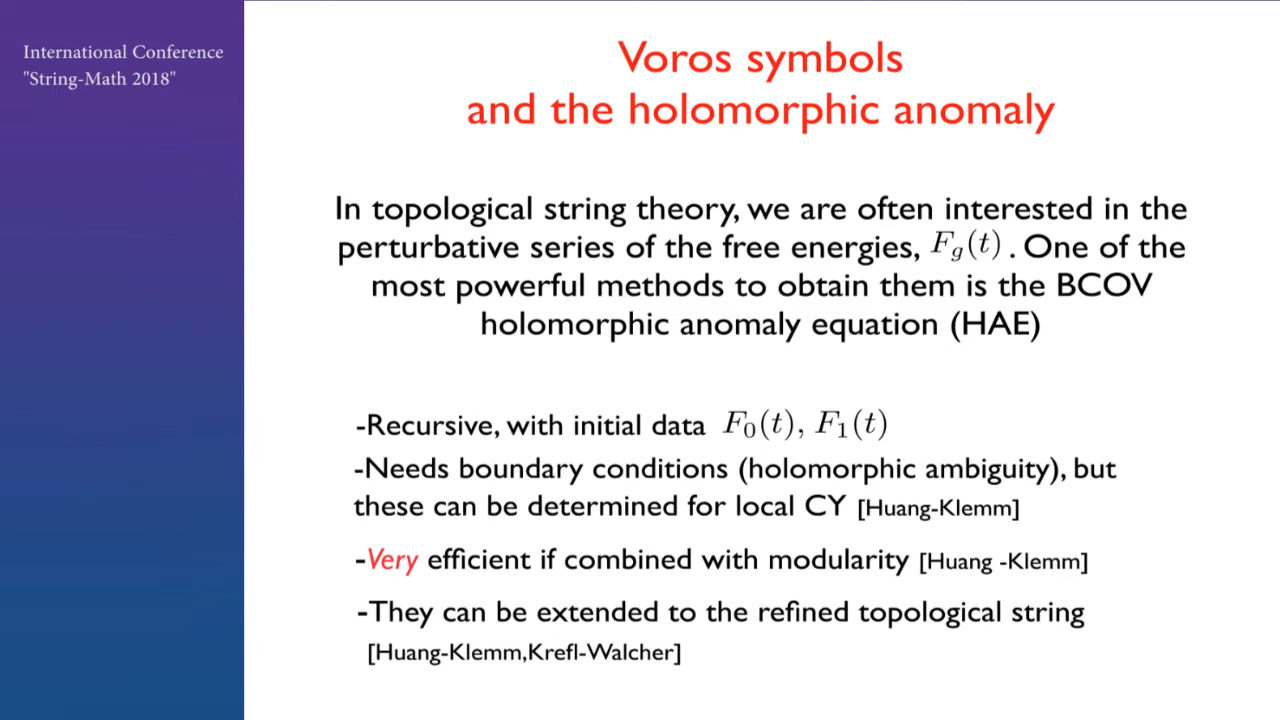 International Conference
"String-Math 2018"
Voros symbols
and the holomorphic anomaly
In topological string theory, we are often interested in the
perturbative series of the free energies, F_g(t) . One of the
most powerful methods to obtain them is the BCOV
holomorphic anomaly equation (HAE)
-Recursive, with initial data F_0(t), F_1(t)
-Needs boundary conditions (holomorphic ambiguity), but
these can be determined for local CY [Huang-Klemm]
-Very efficient if combined with modularity [Huang -Klemm]
-They can be extended to the refined topological string
[Huang-Klemm,Krefl-Walcher]